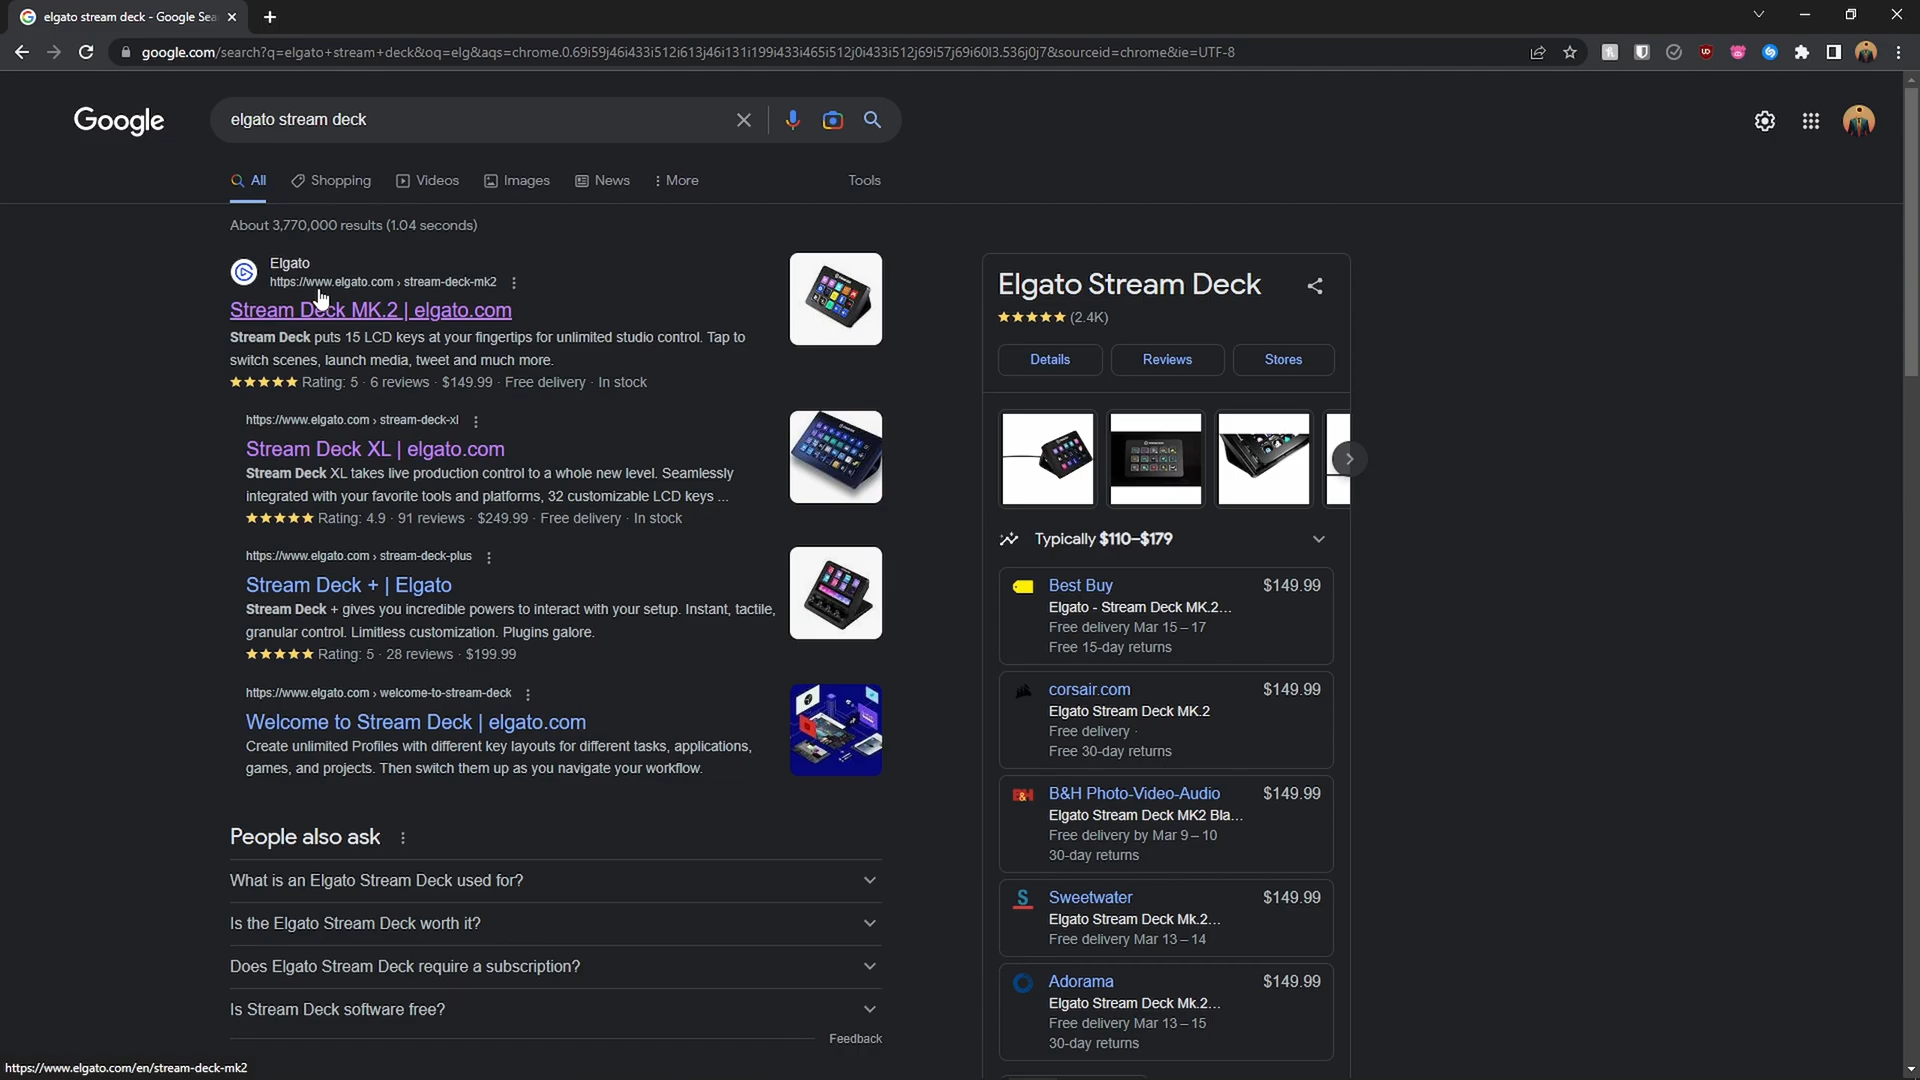 elgato stream deck - Google Sea
google.com/search?q=elgato+stream+deck&oq=elg&aqs=chrome.0.69i59j46i433i512i613j46i131i199i433i465i512j0i433i512j69i57j69i60l3.536j0j7&sourceid=chrome&ie=UTF-8
Google
elgato stream deck
All
Shopping
Videos
Images
News
More
Tools
About 3,770,000 results (1.04 seconds)
Elgato
https://www.elgato.com › stream-deck-mk2
Stream Deck MK.2 | elgato.com
Stream Deck puts 15 LCD keys at your fingertips for unlimited studio control. Tap to
switch scenes, launch media, tweet and much more.
Rating: 5 · 6 reviews · $149.99 · Free delivery · In stock
https://www.elgato.com › stream-deck-xl
Stream Deck XL | elgato.com
Stream Deck XL takes live production control to a whole new level. Seamlessly
integrated with your favorite tools and platforms, 32 customizable LCD keys ...
Rating: 4.9 · 91 reviews · $249.99 · Free delivery · In stock
https://www.elgato.com › stream-deck-plus
Stream Deck + | Elgato
Stream Deck + gives you incredible powers to interact with your setup. Instant, tactile,
granular control. Limitless customization. Plugins galore.
Rating: 5 · 28 reviews · $199.99
https://www.elgato.com › welcome-to-stream-deck
Welcome to Stream Deck | elgato.com
Create unlimited Profiles with different key layouts for different tasks, applications,
games, and projects. Then switch them up as you navigate your workflow.
People also ask
What is an Elgato Stream Deck used for?
Is the Elgato Stream Deck worth it?
Does Elgato Stream Deck require a subscription?
Is Stream Deck software free?
Feedback
Elgato Stream Deck
(2.4K)
Details
Reviews
Stores
Typically $110–$179
Best Buy $149.99
Elgato - Stream Deck MK.2...
Free delivery Mar 15 – 17
Free 15-day returns
corsair.com $149.99
Elgato Stream Deck MK.2
Free delivery ·
Free 30-day returns
B&H
B&H Photo-Video-Audio $149.99
Elgato Stream Deck MK2 Bla...
Free delivery by Mar 9 – 10
30-day returns
S
Sweetwater $149.99
Elgato Stream Deck Mk.2...
Free delivery Mar 13 – 14
Adorama $149.99
Elgato Stream Deck Mk.2...
Free delivery Mar 13 – 15
30-day returns
https://www.elgato.com/en/stream-deck-mk2